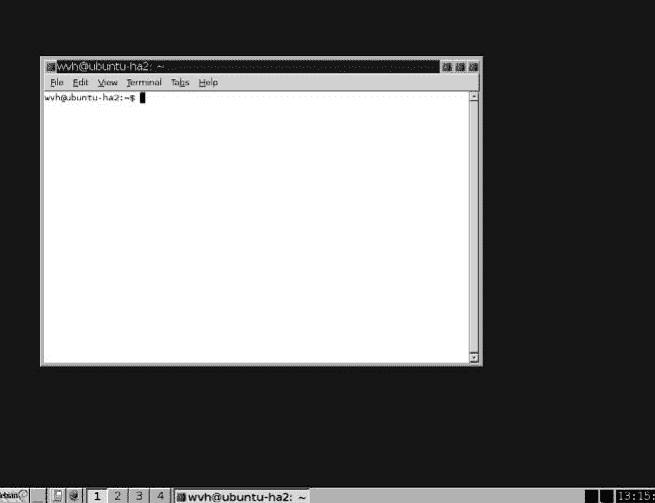 wvh@ubuntu-ha2: ~
File Edit View Terminal Tabs Help
wvh@ubuntu-ha2:~$
1 2 3 4 wvh@ubuntu-ha2: ~ 13:15: